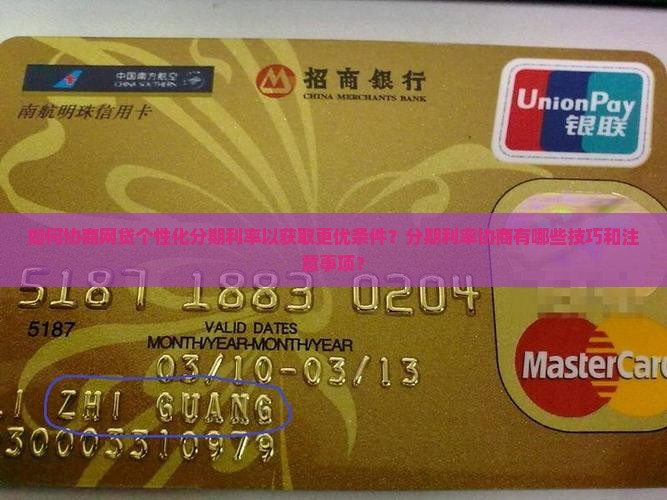 中国南方航空
CHINA SOUTHERN
招商銀行
CHINA MERCHANTS BANK
UnionPay
银联
南航明珠信用卡
如何协商网贷个性化分期利率以获取更优条件？分期利率协商有哪些技巧和注
意事项？
5187 1883 0204
5187
VALID DATES
MONTH/YEAR-MONTH/YEAR
03/10-03/13
MasterCard
ZHI GUANG
300003310979